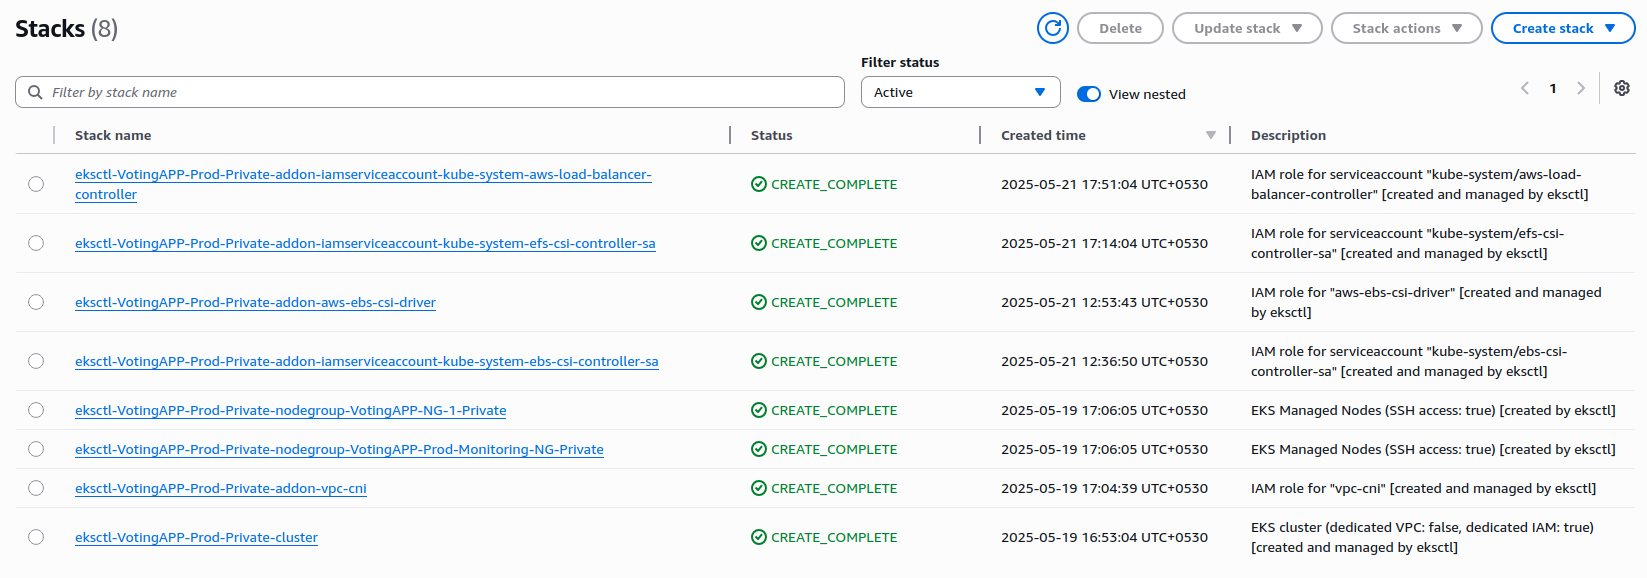 Stacks (8)
Delete
Update stack
Stack actions
Create stack
Filter status
Filter by stack name
Active
View nested
1
Stack name
Status
Created time
Description
eksctl-VotingAPP-Prod-Private-addon-iamserviceaccount-kube-system-aws-load-balancer-
controller
CREATE_COMPLETE
2025-05-21 17:51:04 UTC+0530
IAM role for serviceaccount "kube-system/aws-load-
balancer-controller" [created and managed by eksctl]
eksctl-VotingAPP-Prod-Private-addon-iamserviceaccount-kube-system-efs-csi-controller-sa
CREATE_COMPLETE
2025-05-21 17:14:04 UTC+0530
IAM role for serviceaccount "kube-system/efs-csi-
controller-sa" [created and managed by eksctl]
eksctl-VotingAPP-Prod-Private-addon-aws-ebs-csi-driver
CREATE_COMPLETE
2025-05-21 12:53:43 UTC+0530
IAM role for "aws-ebs-csi-driver" [created and managed
by eksctl]
eksctl-VotingAPP-Prod-Private-addon-iamserviceaccount-kube-system-ebs-csi-controller-sa
CREATE_COMPLETE
2025-05-21 12:36:50 UTC+0530
IAM role for serviceaccount "kube-system/ebs-csi-
controller-sa" [created and managed by eksctl]
eksctl-VotingAPP-Prod-Private-nodegroup-VotingAPP-NG-1-Private
CREATE_COMPLETE
2025-05-19 17:06:05 UTC+0530
EKS Managed Nodes (SSH access: true) [created by eksctl]
eksctl-VotingAPP-Prod-Private-nodegroup-VotingAPP-Prod-Monitoring-NG-Private
CREATE_COMPLETE
2025-05-19 17:06:05 UTC+0530
EKS Managed Nodes (SSH access: true) [created by eksctl]
eksctl-VotingAPP-Prod-Private-addon-vpc-cni
CREATE_COMPLETE
2025-05-19 17:04:39 UTC+0530
IAM role for "vpc-cni" [created and managed by eksctl]
eksctl-VotingAPP-Prod-Private-cluster
CREATE_COMPLETE
2025-05-19 16:53:04 UTC+0530
EKS cluster (dedicated VPC: false, dedicated IAM: true)
[created and managed by eksctl]